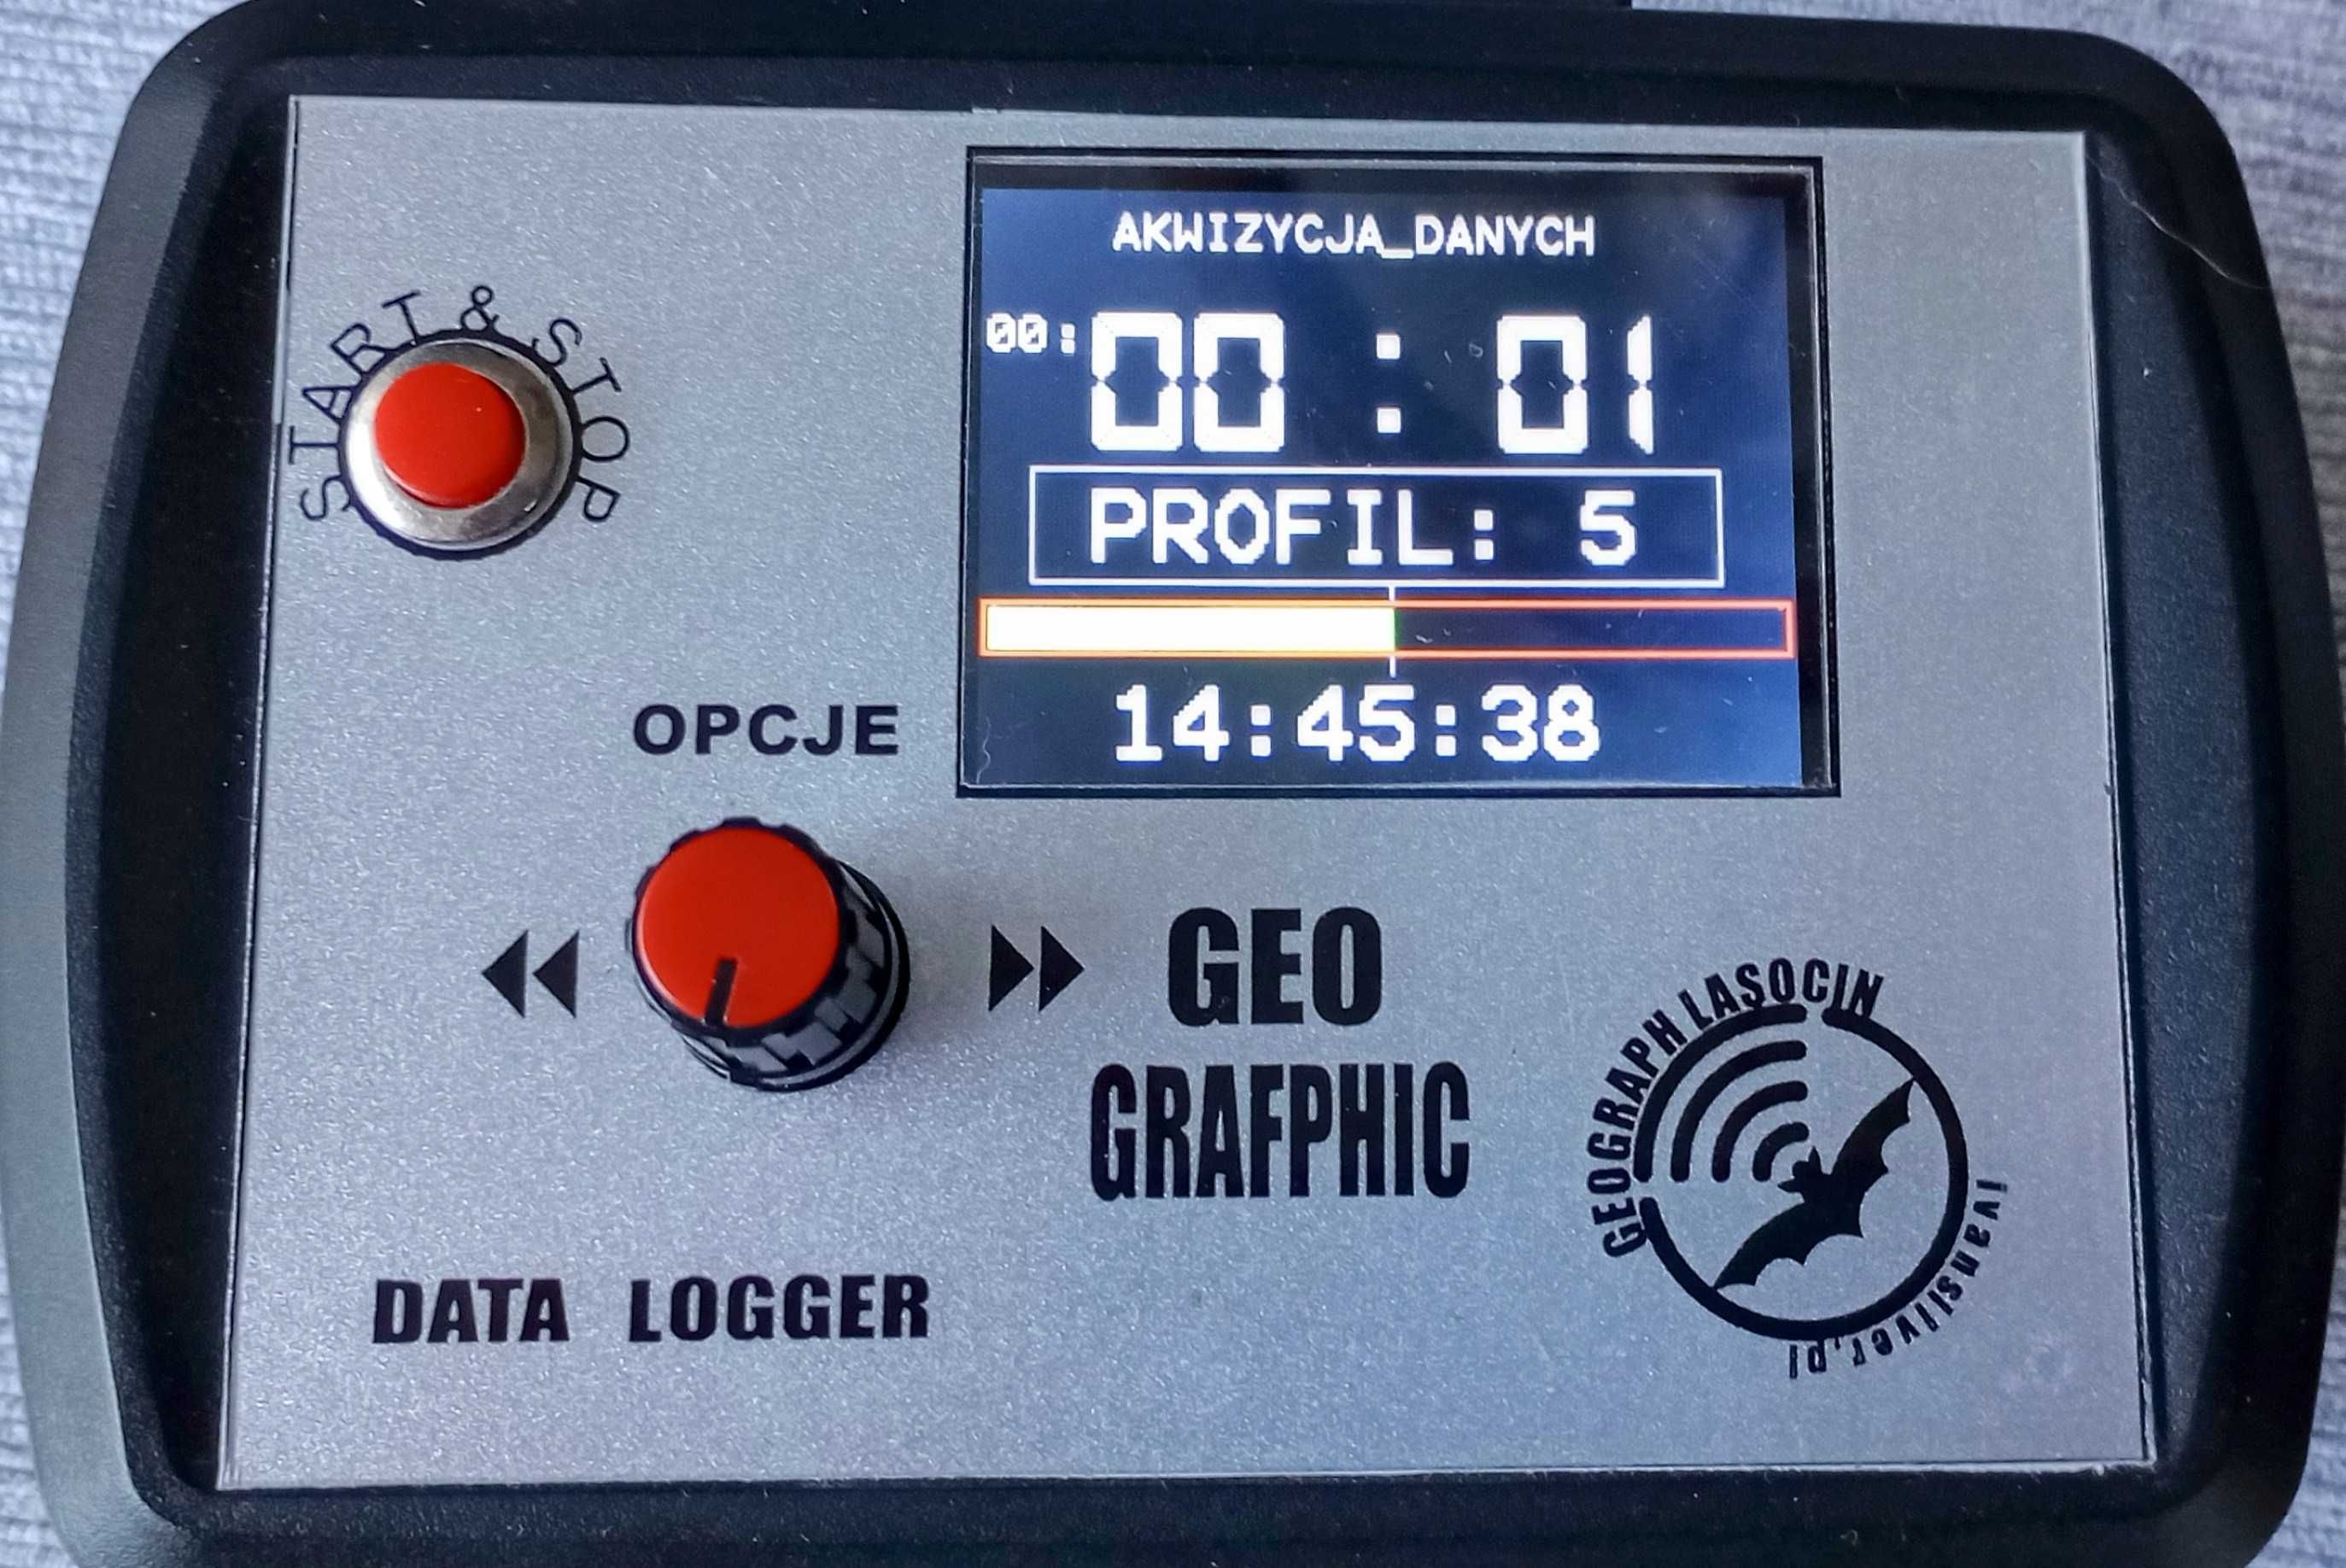 START & STOP
AKWIZYCJA_DANYCH
00:00:01
PROFIL: 5
14:45:38
OPCJE
GEO
GRAFPHIC
DATA LOGGER
GEOGRAPH LASOCIN
ivansilver.pl